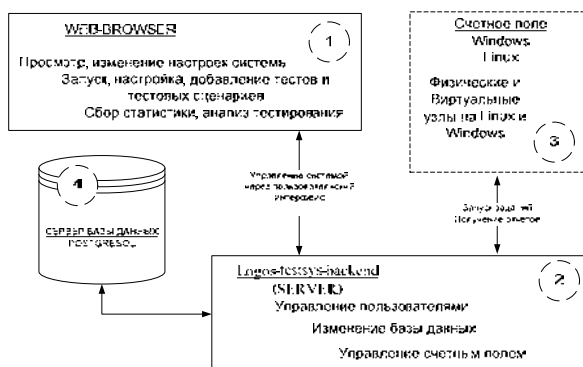 WEB-BROWSER
1
Просмотр, изменение настроек системы
Запуск, настройка, добавление тестов и
тестовых сценариев
Сбор статистики, анализ тестирования
Счетное поле
Windows
Linux
Физические и
Виртуальные
узлы на Linux и
Windows
3
4
СЕРВЕР БАЗЫ ДАННЫХ
POSTGRESQL
Управление системой
через пользовательский
интерфейс
Запуск заданий
Получение отчетов
Logos-testsys-backend
(SERVER)
2
Управление пользователями
Изменение базы данных
Управление счетным полем